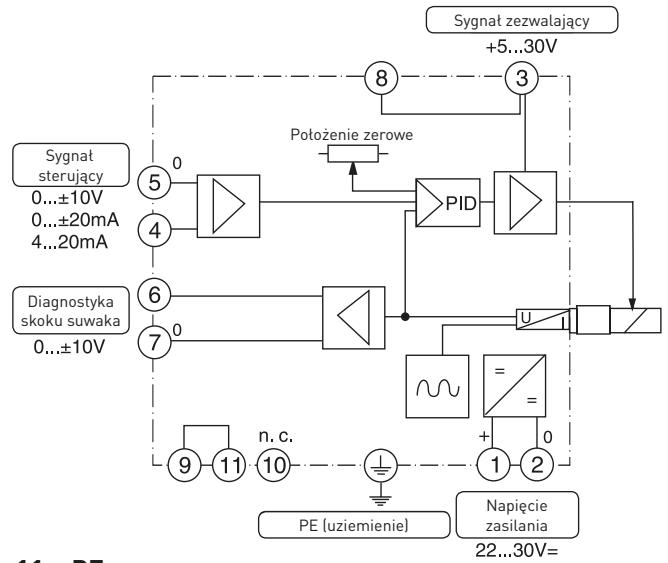 Sygnał zezwalający
+5...30V
8
3
Położenie zerowe
Sygnał
sterujący
0
5
0...±10V
0...±20mA
4...20mA
4
PID
Diagnostyka
skoku suwaka
0...±10V
6
7
0
U
I
=
=
n. c.
+
0
9
11
10
1
2
PE (uziemienie)
Napięcie
zasilania
22...30V=